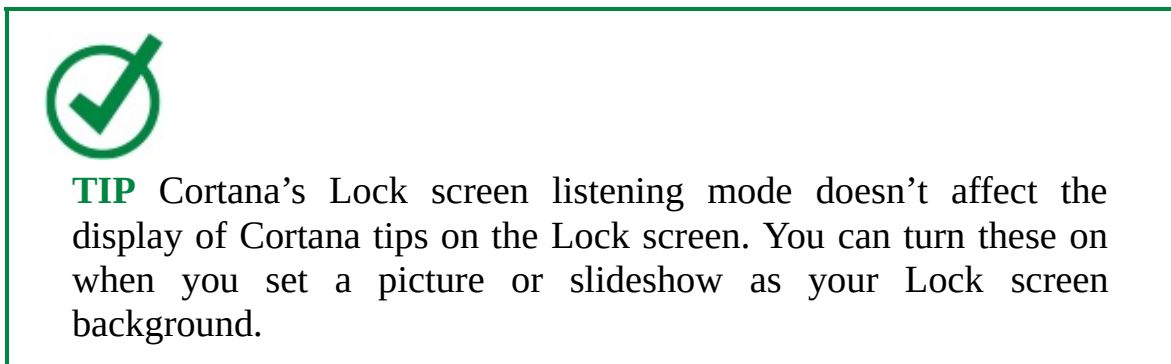 TIP Cortana’s Lock screen listening mode doesn’t affect the
display of Cortana tips on the Lock screen. You can turn these on
when you set a picture or slideshow as your Lock screen
background.